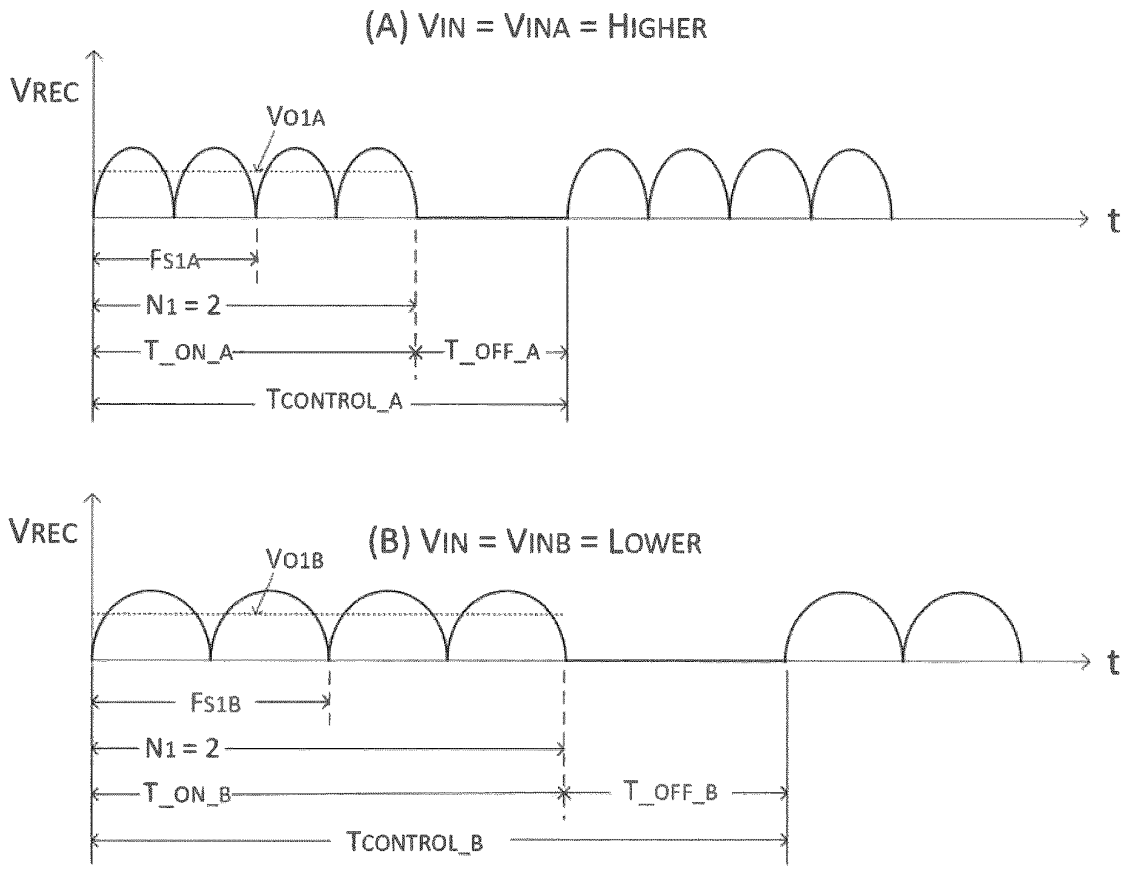 (A) VIN = VINA = HIGHER
VREC
VO1A
t
FS1A
N1 = 2
T_ON_A
T_OFF_A
TCONTROL_A
VREC
(B) VIN = VINB = LOWER
VO1B
t
FS1B
N1 = 2
T_ON_B
T_OFF_B
TCONTROL_B